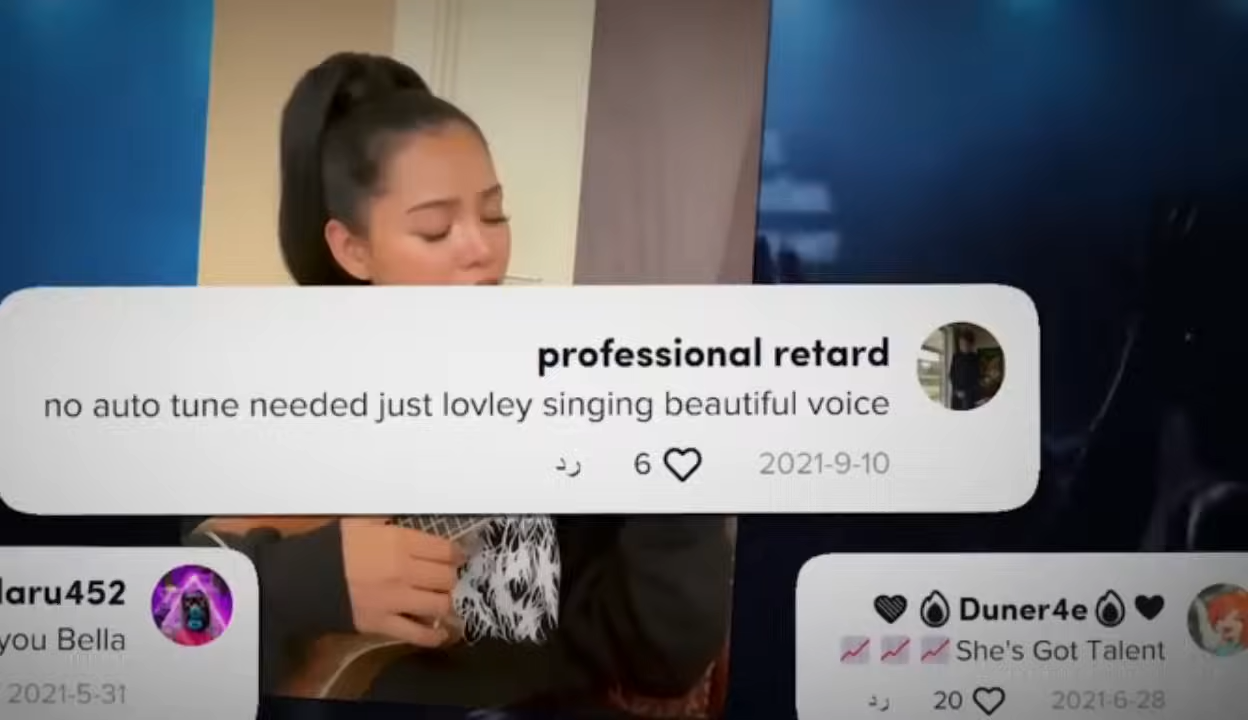 professional retard
no auto tune needed just lovley singing beautiful voice
رد 6 2021-9-10
laru452
you Bella
2021-5-31
Duner4e
She's Got Talent
رد 20 2021-6-28